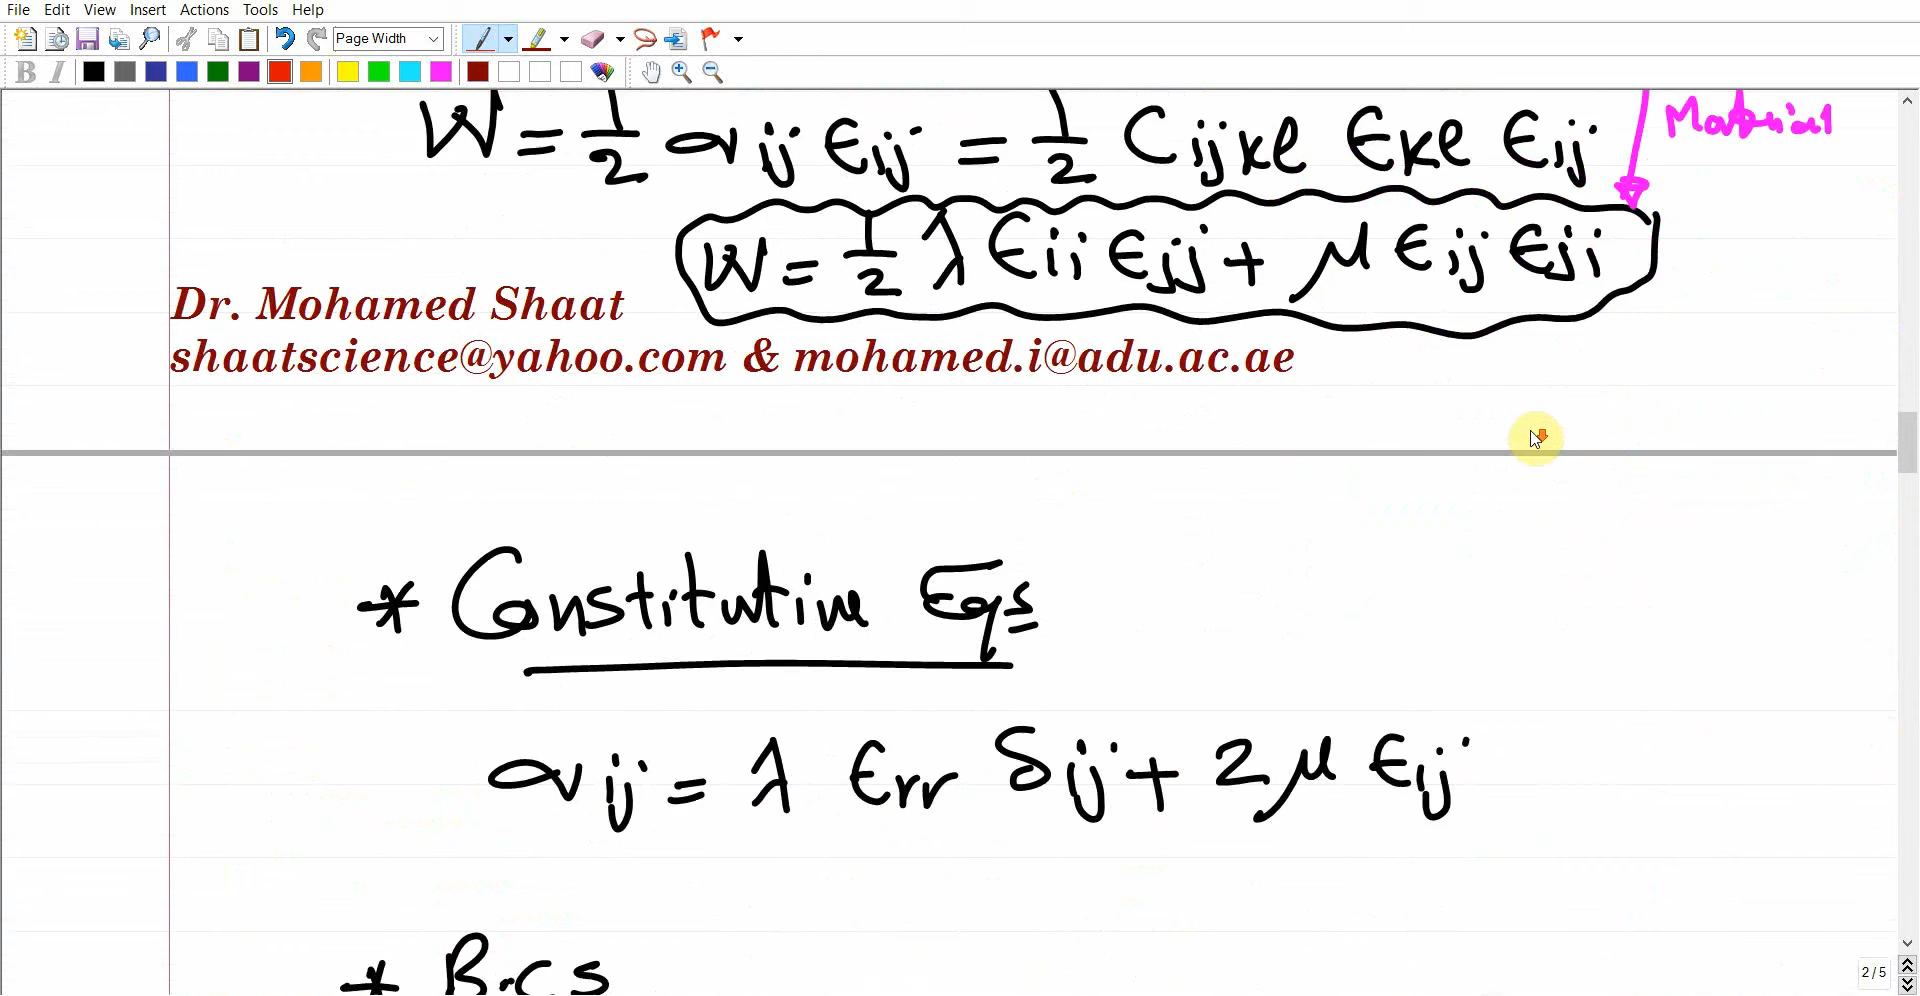 File Edit View Insert Actions Tools Help
Page Width
B I
W = 1/2 σij ϵij = 1/2 Cijkl ϵkl ϵij
Material
W = 1/2 λ ϵii ϵjj + μ ϵij ϵji
Dr. Mohamed Shaat
shaatscience@yahoo.com & mohamed.i@adu.ac.ae
* Constitutive Eqs
σij = λ ϵrr δij + 2μ ϵij
* B.C.s
2/5